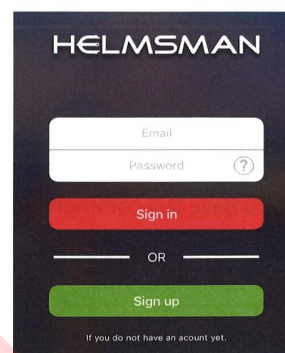 HELMSMAN
Email
Password ?
Sign in
OR
Sign up
If you do not have an acount yet.